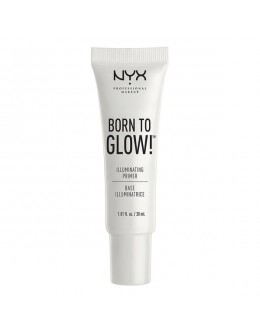 NYX
PROFESSIONAL MAKEUP
BORN TO
GLOW!
ILLUMINATING
PRIMER
BASE
ILLUMINATRICE
1.01 fl. oz / 30 mL